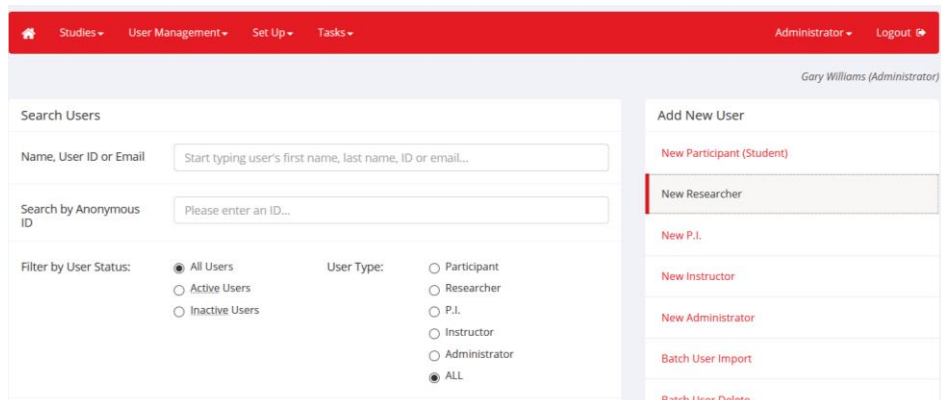 Studies User Management Set Up Tasks Administrator Logout
Gary Williams (Administrator)
Search Users
Name, User ID or Email
Start typing user's first name, last name, ID or email...
Search by Anonymous
ID
Please enter an ID...
Filter by User Status:
All Users
Active Users
Inactive Users
User Type:
Participant
Researcher
P.I.
Instructor
Administrator
ALL
Add New User
New Participant (Student)
New Researcher
New P.I.
New Instructor
New Administrator
Batch User Import
Batch User Delete